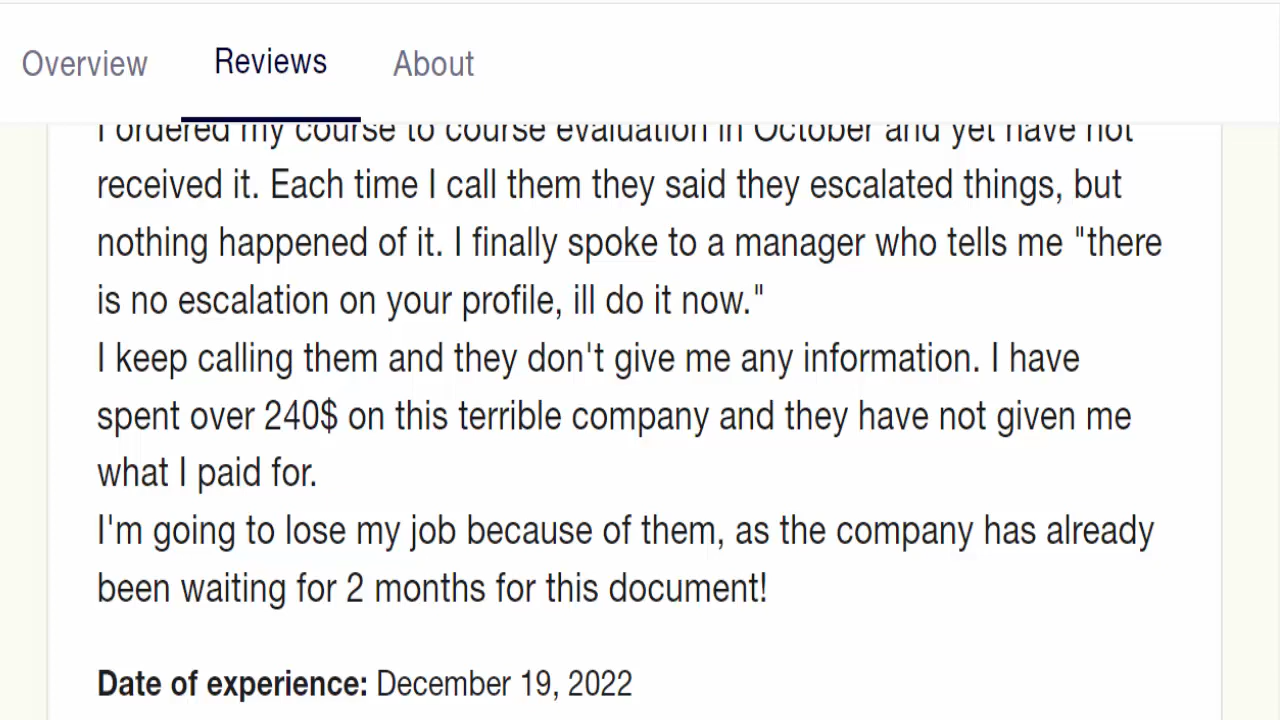 Overview Reviews About
I ordered my course to course evaluation in October and yet have not
received it. Each time I call them they said they escalated things, but
nothing happened of it. I finally spoke to a manager who tells me "there
is no escalation on your profile, ill do it now."
I keep calling them and they don't give me any information. I have
spent over 240$ on this terrible company and they have not given me
what I paid for.
I'm going to lose my job because of them, as the company has already
been waiting for 2 months for this document!
Date of experience: December 19, 2022